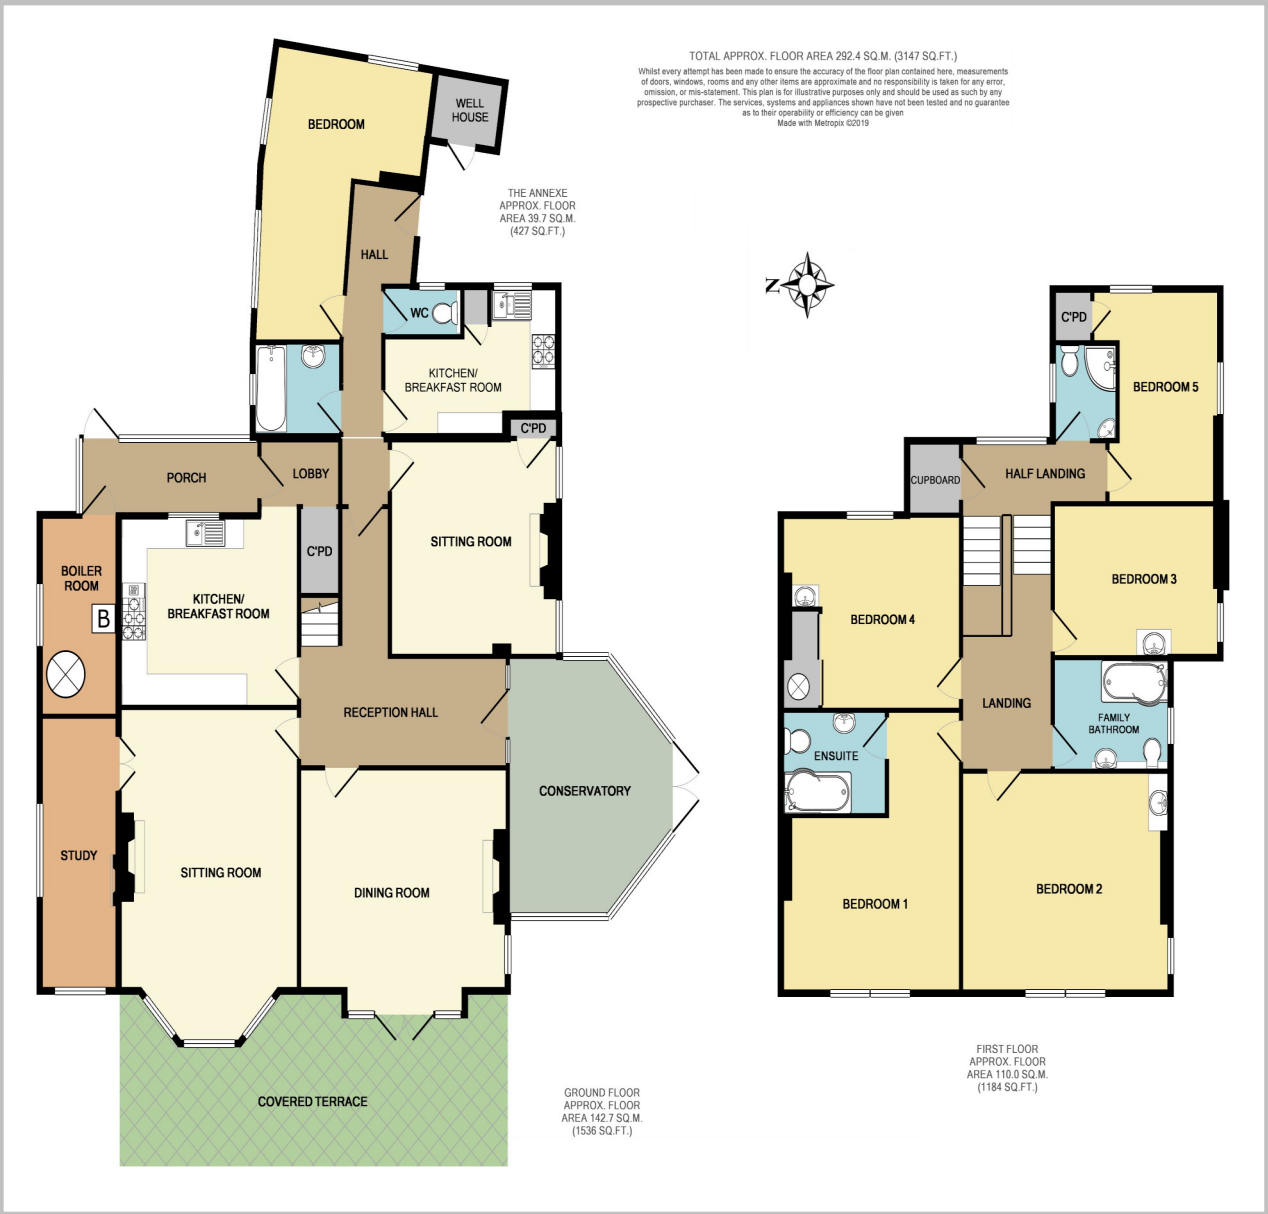 TOTAL APPROX. FLOOR AREA 292.4 SQ.M. (3147 SQ.FT.)
Whilst every attempt has been made to ensure the accuracy of the floor plan contained here, measurements
of doors, windows, rooms and any other items are approximate and no responsibility is taken for any error,
omission, or mis-statement. This plan is for illustrative purposes only and should be used as such by any
prospective purchaser. The services, systems and appliances shown have not been tested and no guarantee
as to their operability or efficiency can be given
Made with Metropix ©2019
WELL
HOUSE
BEDROOM
THE ANNEXE
APPROX. FLOOR
AREA 39.7 SQ.M.
(427 SQ.FT.)
HALL
WC
KITCHEN/
BREAKFAST ROOM
C'PD
PORCH
LOBBY
SITTING ROOM
C'PD
BOILER
ROOM
B
KITCHEN/
BREAKFAST ROOM
RECEPTION HALL
CONSERVATORY
STUDY
SITTING ROOM
DINING ROOM
COVERED TERRACE
GROUND FLOOR
APPROX. FLOOR
AREA 142.7 SQ.M.
(1536 SQ.FT.)
N
C'PD
BEDROOM 5
HALF LANDING
CUPBOARD
BEDROOM 3
BEDROOM 4
LANDING
FAMILY
BATHROOM
ENSUITE
BEDROOM 1
BEDROOM 2
FIRST FLOOR
APPROX. FLOOR
AREA 110.0 SQ.M.
(1184 SQ.FT.)